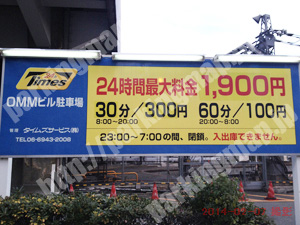 Times
OMMビル駐車場
管理 タイムズサービス(株)
TEL06-6943-2008
24時間最大料金1,900円
30分/300円 60分/100円
8:00~20:00 20:00~8:00
23:00~7:00の間、閉鎖。入出庫できません。